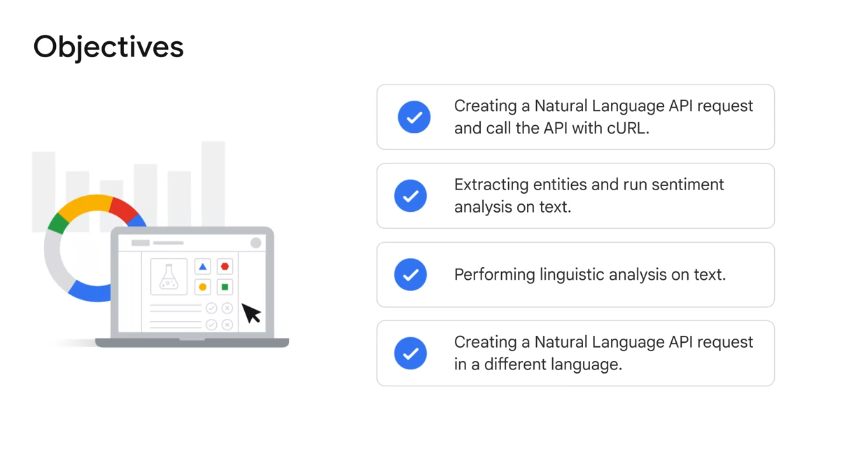 Objectives
Creating a Natural Language API request
and call the API with cURL.
Extracting entities and run sentiment
analysis on text.
Performing linguistic analysis on text.
Creating a Natural Language API request
in a different language.